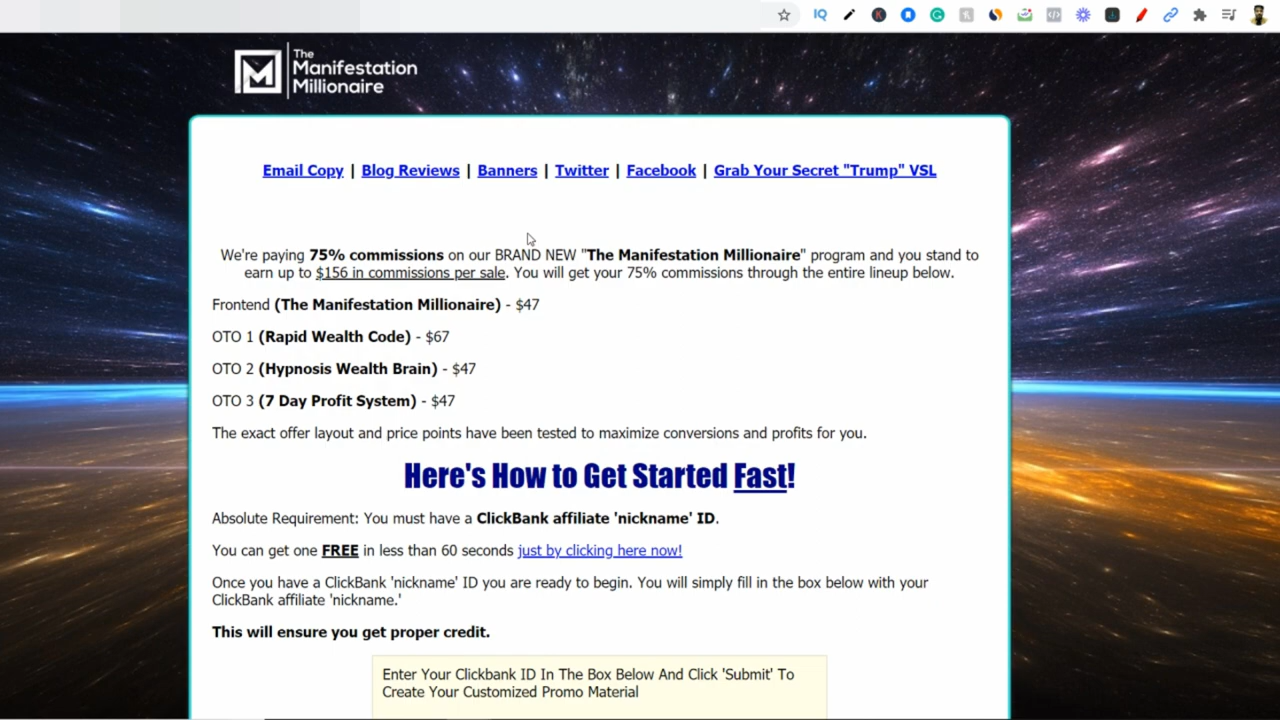 The
Manifestation
Millionaire
Email Copy | Blog Reviews | Banners | Twitter | Facebook | Grab Your Secret "Trump" VSL
We're paying 75% commissions on our BRAND NEW "The Manifestation Millionaire" program and you stand to
earn up to $156 in commissions per sale. You will get your 75% commissions through the entire lineup below.
Frontend (The Manifestation Millionaire) - $47
OTO 1 (Rapid Wealth Code) - $67
OTO 2 (Hypnosis Wealth Brain) - $47
OTO 3 (7 Day Profit System) - $47
The exact offer layout and price points have been tested to maximize conversions and profits for you.
Here's How to Get Started Fast!
Absolute Requirement: You must have a ClickBank affiliate 'nickname' ID.
You can get one FREE in less than 60 seconds just by clicking here now!
Once you have a ClickBank 'nickname' ID you are ready to begin. You will simply fill in the box below with your
ClickBank affiliate 'nickname.'
This will ensure you get proper credit.
Enter Your Clickbank ID In The Box Below And Click 'Submit' To
Create Your Customized Promo Material